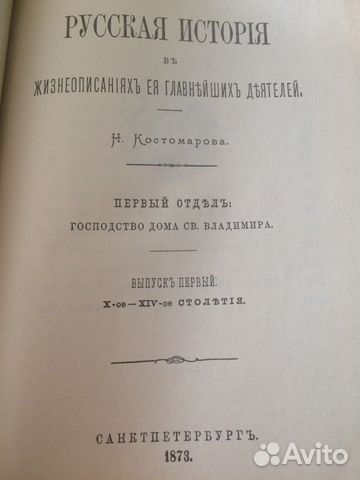 РУССКАЯ ИСТОРІЯ
ВЪ
ЖИЗНЕОПИСАНІЯХЪ ЕЯ ГЛАВНѢЙШИХЪ ДѢЯТЕЛЕЙ.
Н. Костомарова.
ПЕРВЫЙ ОТДѢЛЪ:
ГОСПОДСТВО ДОМА СВ. ВЛАДИМІРА.
ВЫПУСКЪ ПЕРВЫЙ:
X-ое—XIV-ое СТОЛѢТІЯ.
САНКТПЕТЕРБУРГЪ.
1873.
Avito